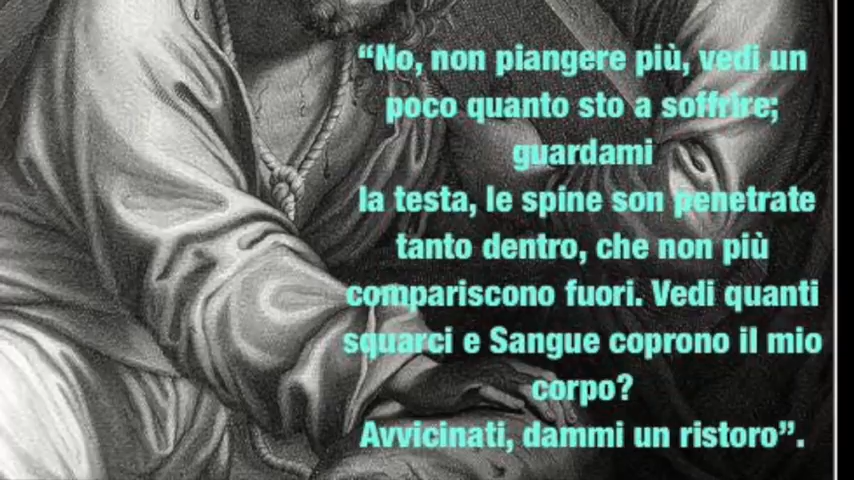 “No, non piangere più, vedi un
poco quanto sto a soffrire;
guardami
la testa, le spine son penetrate
tanto dentro, che non più
compariscono fuori. Vedi quanti
squarci e Sangue coprono il mio
corpo?
Avvicinati, dammi un ristoro”.